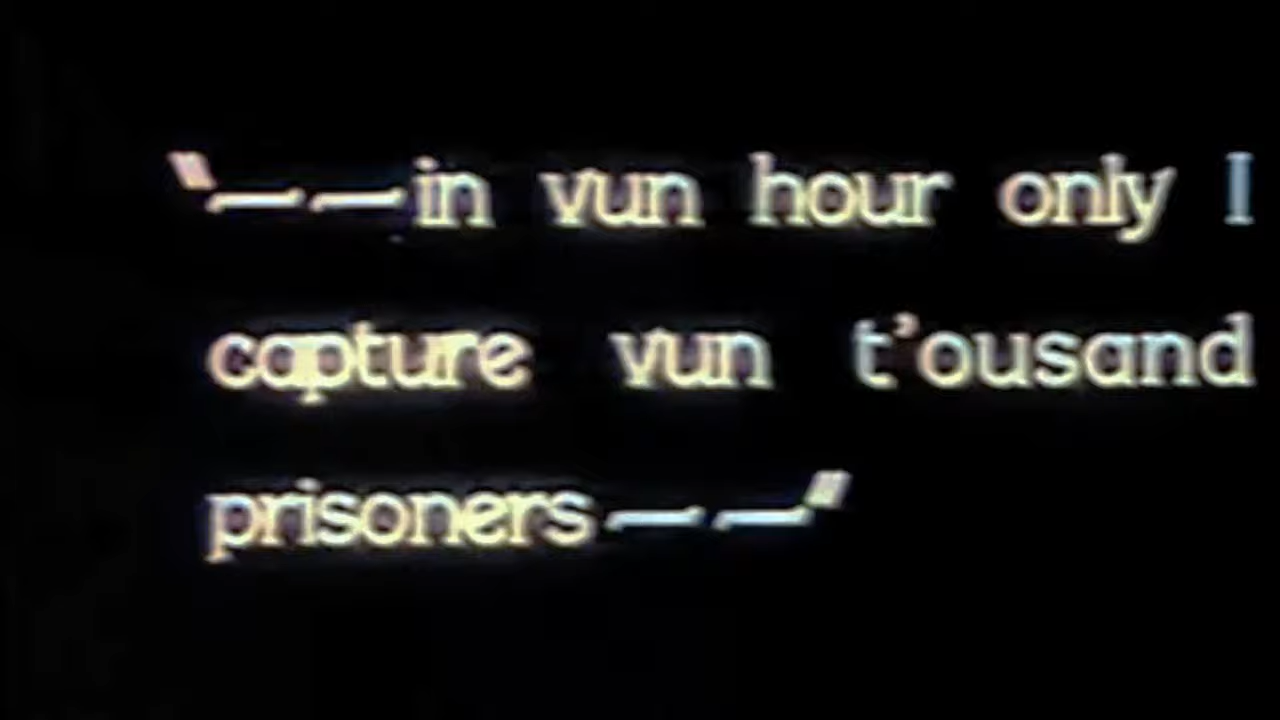 "——in vun hour only I
capture vun t'ousand
prisoners——"